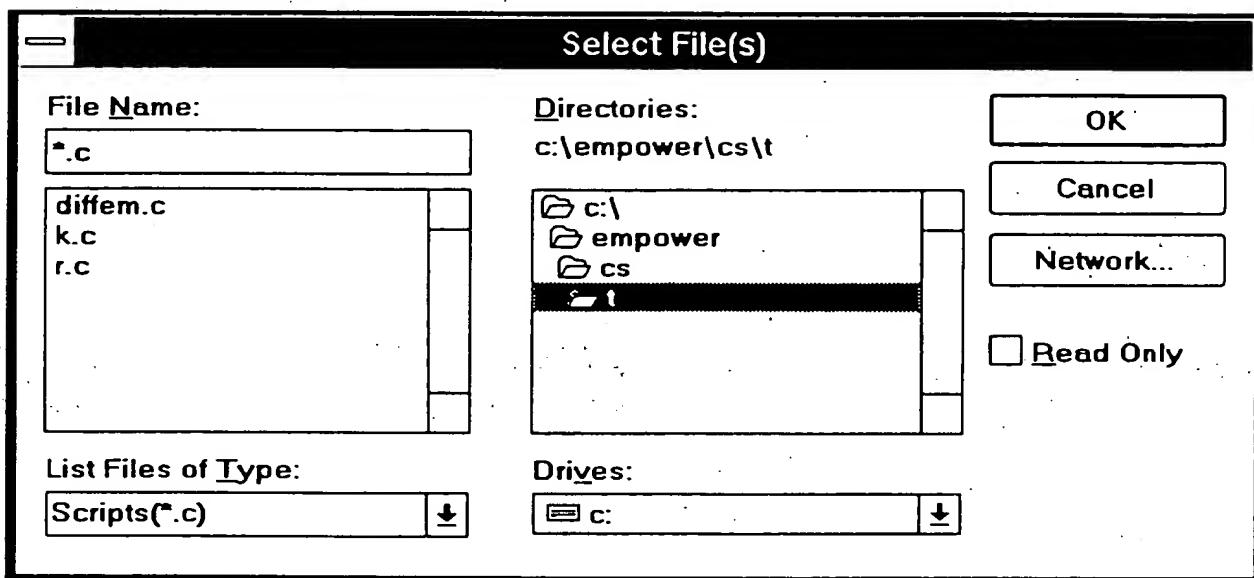 Select File(s)
File Name:
*.c
diffem.c
k.c
r.c
List Files of Type:
Scripts(*.c)
Directories:
c:\empower\cs\t
c:\
empower
cs
t
Drives:
c:
OK
Cancel
Network...
Read Only